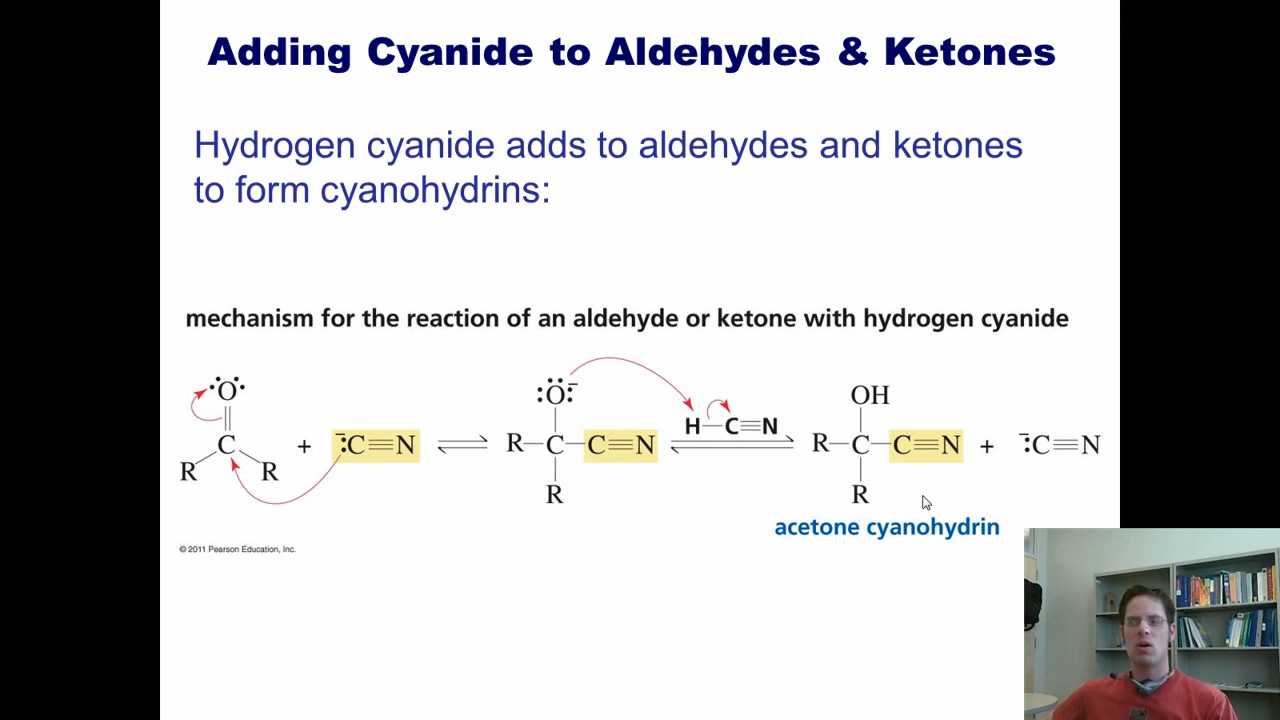 Adding Cyanide to Aldehydes & Ketones
Hydrogen cyanide adds to aldehydes and ketones
to form cyanohydrins:
mechanism for the reaction of an aldehyde or ketone with hydrogen cyanide
:O: C R R + −:C≡N
:O:− R–C–C≡N R
H–C≡N
OH R–C–C≡N R + −:C≡N
acetone cyanohydrin
© 2011 Pearson Education, Inc.